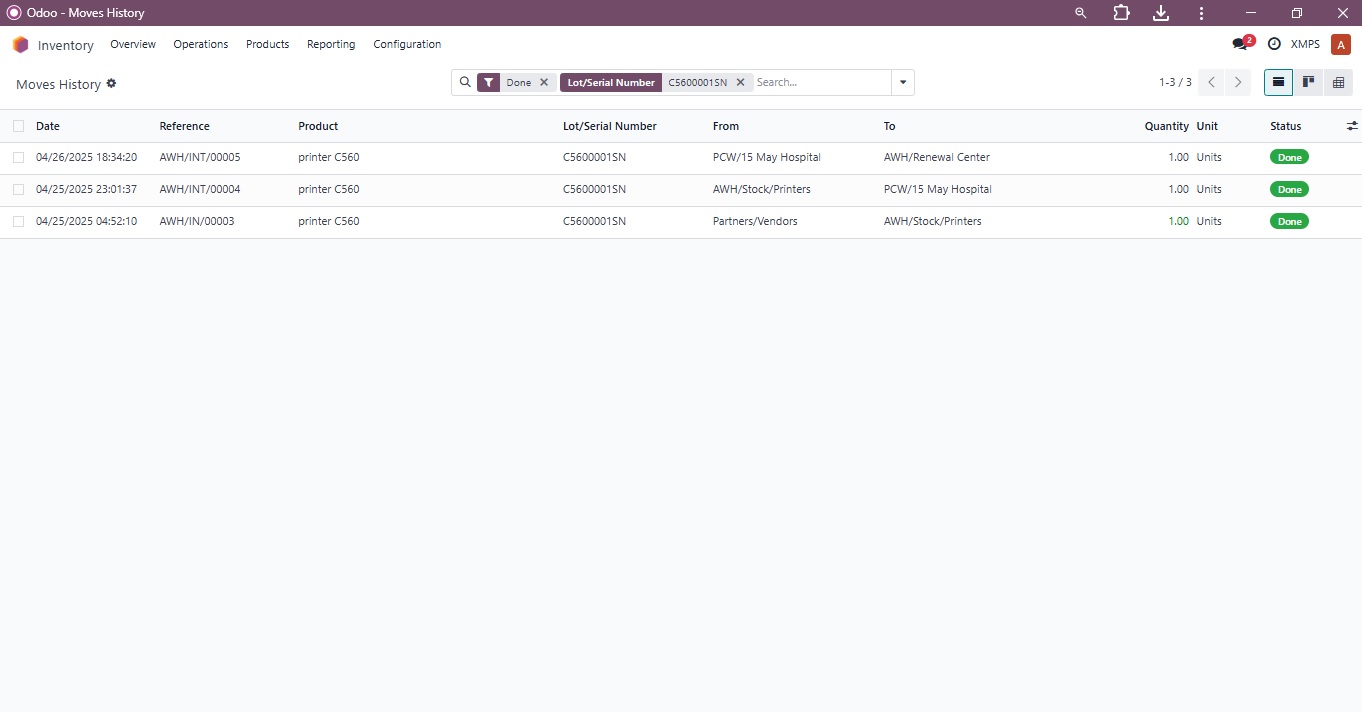 Odoo - Moves History
Inventory Overview Operations Products Reporting Configuration 2 XMPS A
Moves History Done Lot/Serial Number C5600001SN Search... 1-3 / 3
Date Reference Product Lot/Serial Number From To Quantity Unit Status
04/26/2025 18:34:20 AWH/INT/00005 printer C560 C5600001SN PCW/15 May Hospital AWH/Renewal Center 1.00 Units Done
04/25/2025 23:01:37 AWH/INT/00004 printer C560 C5600001SN AWH/Stock/Printers PCW/15 May Hospital 1.00 Units Done
04/25/2025 04:52:10 AWH/IN/00003 printer C560 C5600001SN Partners/Vendors AWH/Stock/Printers 1.00 Units Done